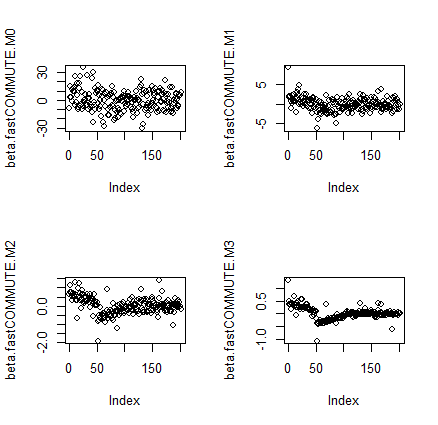 beta.fastCOMMUTE.M0
30
0
-30
0
50
150
Index
beta.fastCOMMUTE.M1
5
0
-5
0
50
150
Index
beta.fastCOMMUTE.M2
0.0
-2.0
0
50
150
Index
beta.fastCOMMUTE.M3
0.5
-1.0
0
50
150
Index